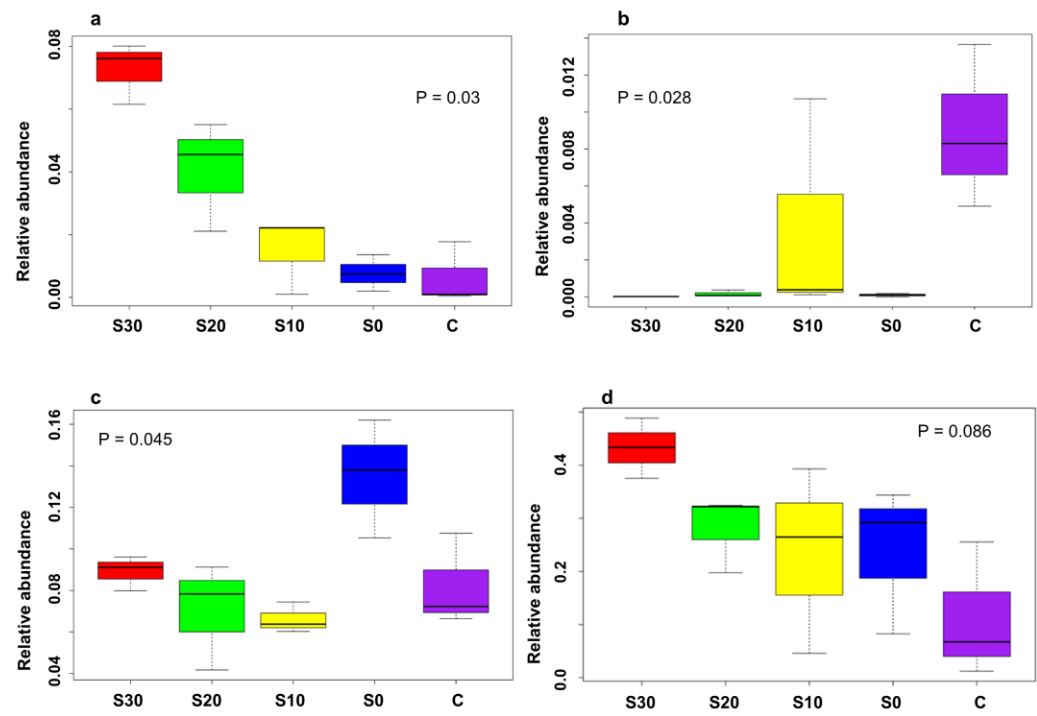 a
Relative abundance
0.08
0.04
0.00
P = 0.03
S30 S20 S10 S0 C
b
Relative abundance
0.012
0.008
0.004
0.000
P = 0.028
S30 S20 S10 S0 C
c
Relative abundance
0.16
0.12
0.08
0.04
P = 0.045
S30 S20 S10 S0 C
d
Relative abundance
0.4
0.2
0.0
P = 0.086
S30 S20 S10 S0 C